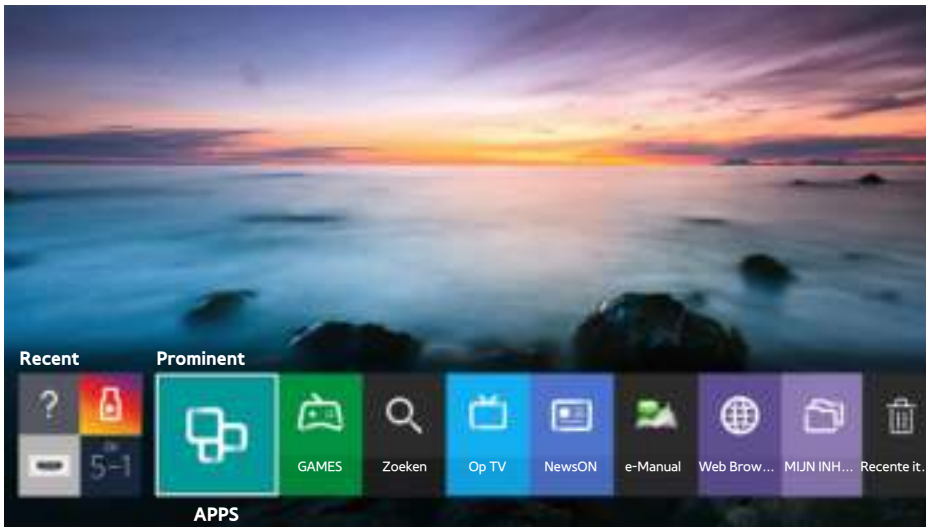 Recent
Prominent
?
5-1
GAMES
Zoeken
Op TV
NewsON
e-Manual
Web Brow...
MIJN INH...
Recente it.
APPS